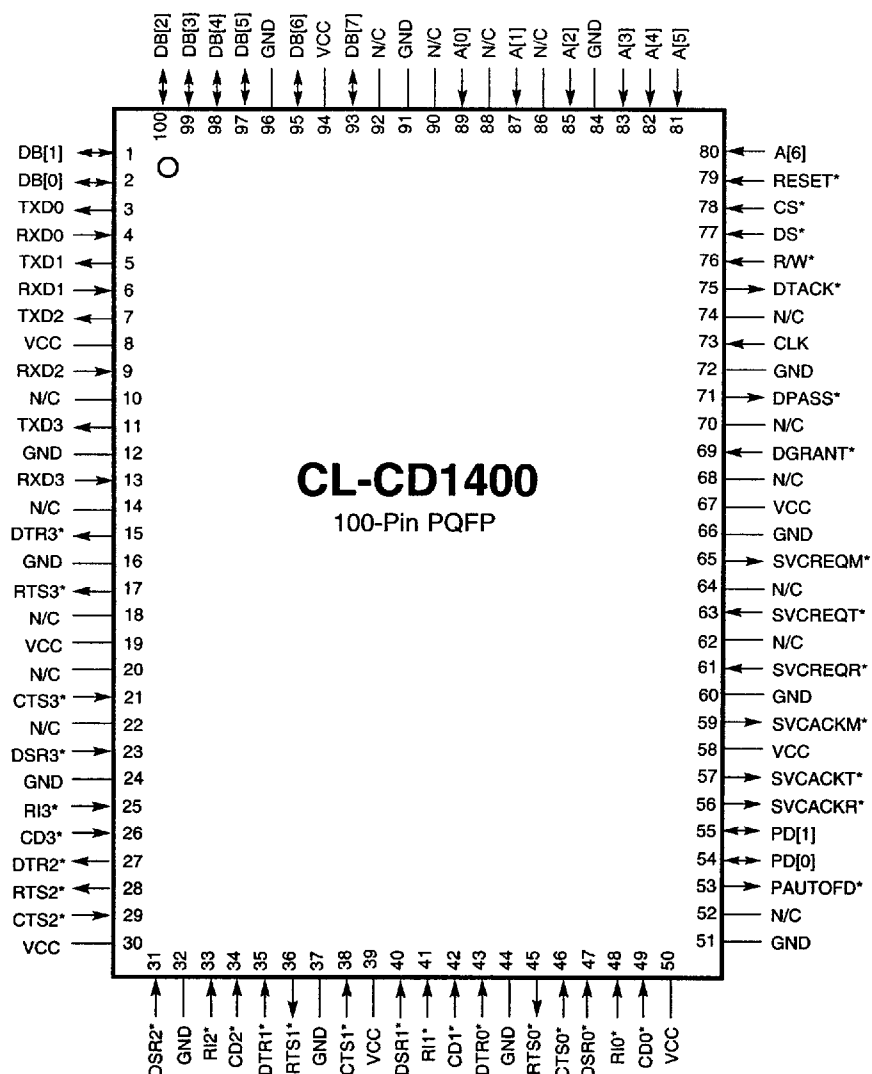 DB[2] DB[3] DB[4] DB[5] GND DB[6] VCC DB[7] N/C GND N/C A[0] N/C A[1] N/C A[2] GND A[3] A[4] A[5]
100 99 98 97 96 95 94 93 92 91 90 89 88 87 86 85 84 83 82 81
DB[1] 1
DB[0] 2
TXD0 3
RXD0 4
TXD1 5
RXD1 6
TXD2 7
VCC 8
RXD2 9
N/C 10
TXD3 11
GND 12
RXD3 13
N/C 14
DTR3* 15
GND 16
RTS3* 17
N/C 18
VCC 19
N/C 20
CTS3* 21
N/C 22
DSR3* 23
GND 24
RI3* 25
CD3* 26
DTR2* 27
RTS2* 28
CTS2* 29
VCC 30
CL-CD1400
100-Pin PQFP
80 A[6]
79 RESET*
78 CS*
77 DS*
76 R/W*
75 DTACK*
74 N/C
73 CLK
72 GND
71 DPASS*
70 N/C
69 DGRANT*
68 N/C
67 VCC
66 GND
65 SVCREQM*
64 N/C
63 SVCREQT*
62 N/C
61 SVCREQR*
60 GND
59 SVCACKM*
58 VCC
57 SVCACKT*
56 SVCACKR*
55 PD[1]
54 PD[0]
53 PAUTOFD*
52 N/C
51 GND
31 32 33 34 35 36 37 38 39 40 41 42 43 44 45 46 47 48 49 50
DSR2* GND RI2* CD2* DTR1* RTS1* GND CTS1* VCC DSR1* RI1* CD1* DTR0* GND RTS0* CTS0* DSR0* RI0* CD0* VCC